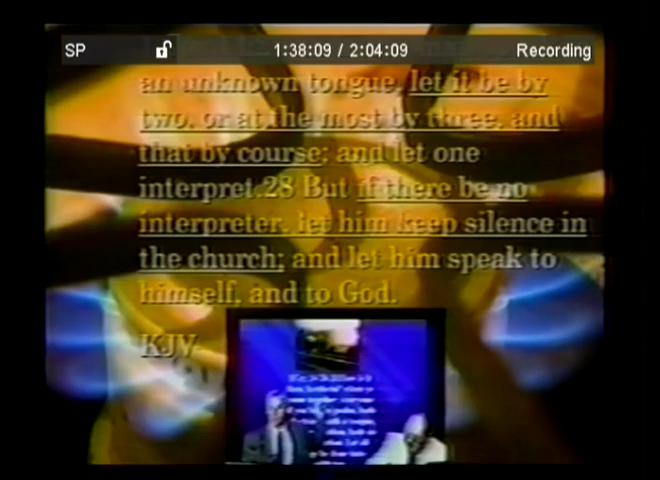 SP 1:38:09 / 2:04:09 Recording
an unknown tongue, let it be by
two, or at the most by three, and
that by course; and let one
interpret.28 But if there be no
interpreter, let him keep silence in
the church; and let him speak to
himself, and to God.
KJV